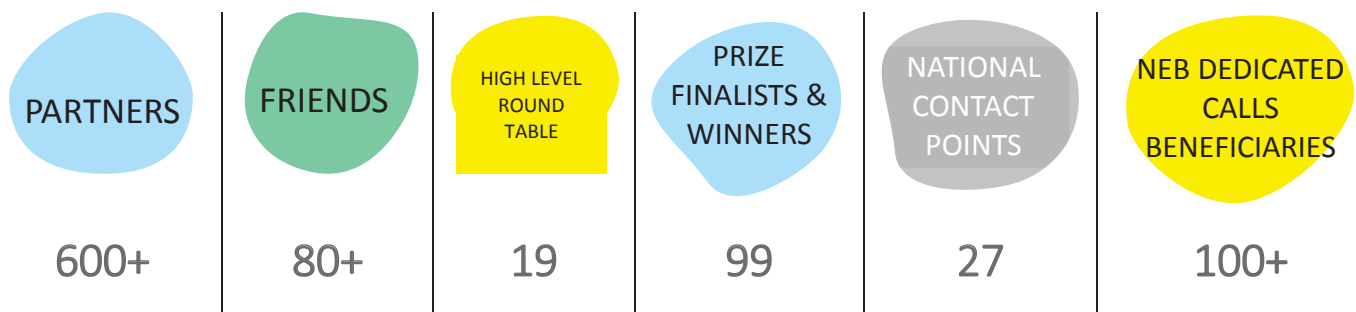 PARTNERS
600+
FRIENDS
80+
HIGH LEVEL
ROUND
TABLE
19
PRIZE
FINALISTS &
WINNERS
99
NATIONAL
CONTACT
POINTS
27
NEB DEDICATED
CALLS
BENEFICIARIES
100+